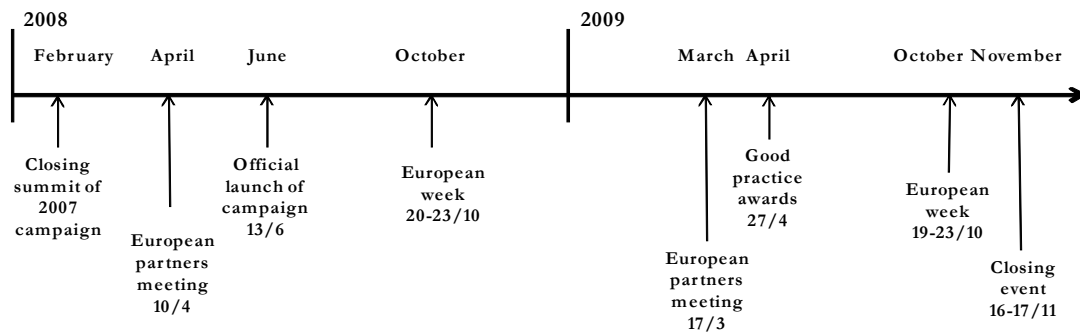 2008
2009
February
April
June
October
March
April
October
November
Closing
summit of
2007
campaign
European
partners
meeting
10/4
Official
launch of
campaign
13/6
European
week
20-23/10
European
partners
meeting
17/3
Good
practice
awards
27/4
European
week
19-23/10
Closing
event
16-17/11